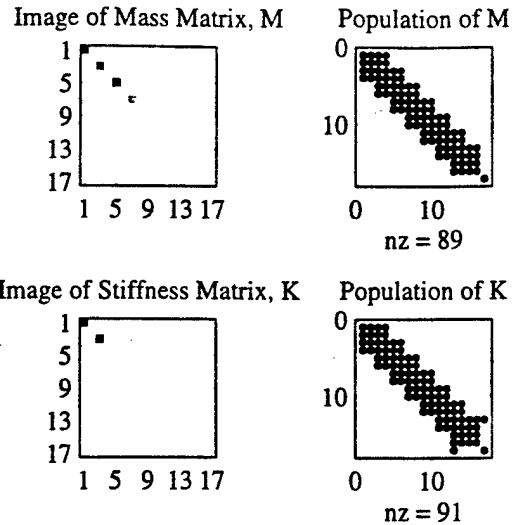 Image of Mass Matrix, M
1
5
9
13
17
1 5 9 13 17
Population of M
0
10
0 10
nz = 89
Image of Stiffness Matrix, K
1
5
9
13
17
1 5 9 13 17
Population of K
0
10
0 10
nz = 91